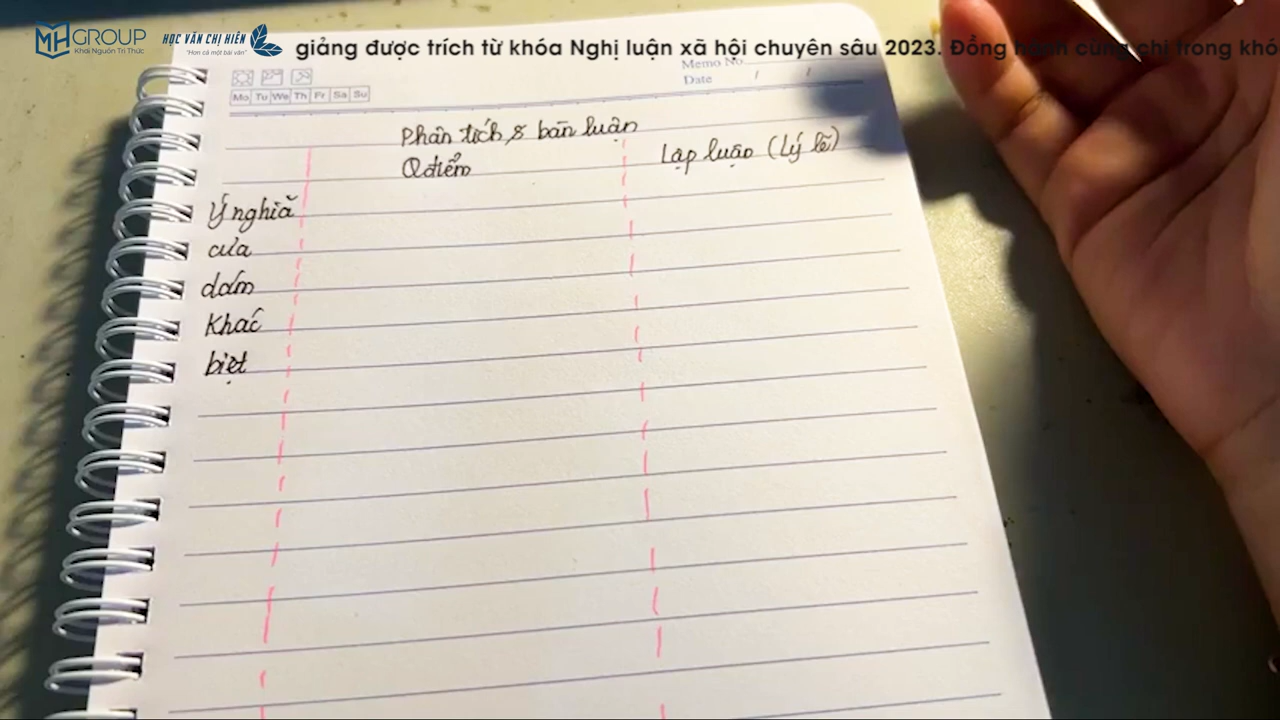 MH GROUP
Khai Nguồn Tri Thức
HỌC VĂN CHỊ HIÊN
"Hơn cả một bài văn"
giảng được trích từ khóa Nghị luận xã hội chuyên sâu 2023. Đồng hành cùng chị trong khó
Memo No.
Date / /
Mo Tu We Th Fr Sa Su
Phân tích & bàn luận
Qđiểm
Lập luận (Lý lẽ)
Ý nghĩa
của
dám
khác
biệt